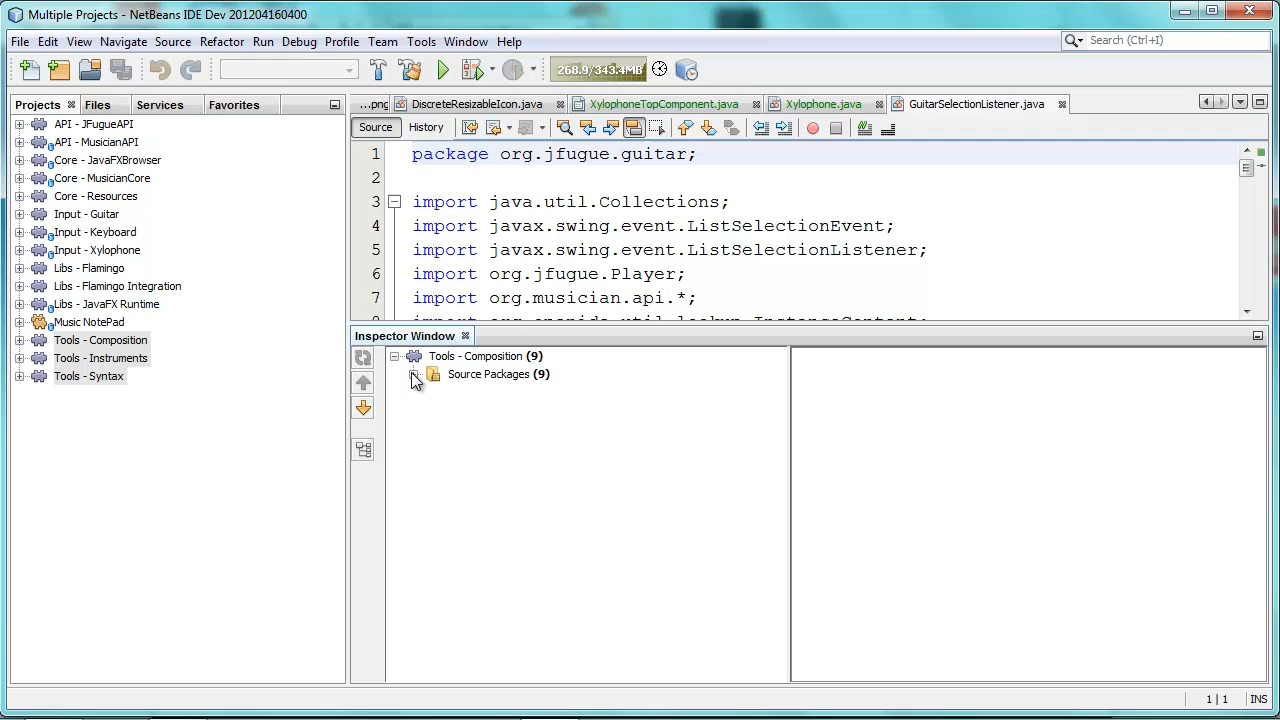 Multiple Projects - NetBeans IDE Dev 201204160400
File Edit View Navigate Source Refactor Run Debug Profile Team Tools Window Help
Search (Ctrl+I)
268.9/343.4MB
Projects Files Services Favorites
...png DiscreteResizableIcon.java XylophoneTopComponent.java Xylophone.java GuitarSelectionListener.java
Source History
API - JFugueAPI
API - MusicianAPI
Core - JavaFXBrowser
Core - MusicianCore
Core - Resources
Input - Guitar
Input - Keyboard
Input - Xylophone
Libs - Flamingo
Libs - Flamingo Integration
Libs - JavaFX Runtime
Music NotePad
Tools - Composition
Tools - Instruments
Tools - Syntax
1 package org.jfugue.guitar;
2
3 import java.util.Collections;
4 import javax.swing.event.ListSelectionEvent;
5 import javax.swing.event.ListSelectionListener;
6 import org.jfugue.Player;
7 import org.musician.api.*;
import org.openide.util.lookup.InstanceContent;
Inspector Window
Tools - Composition (9)
Source Packages (9)
1 | 1 INS